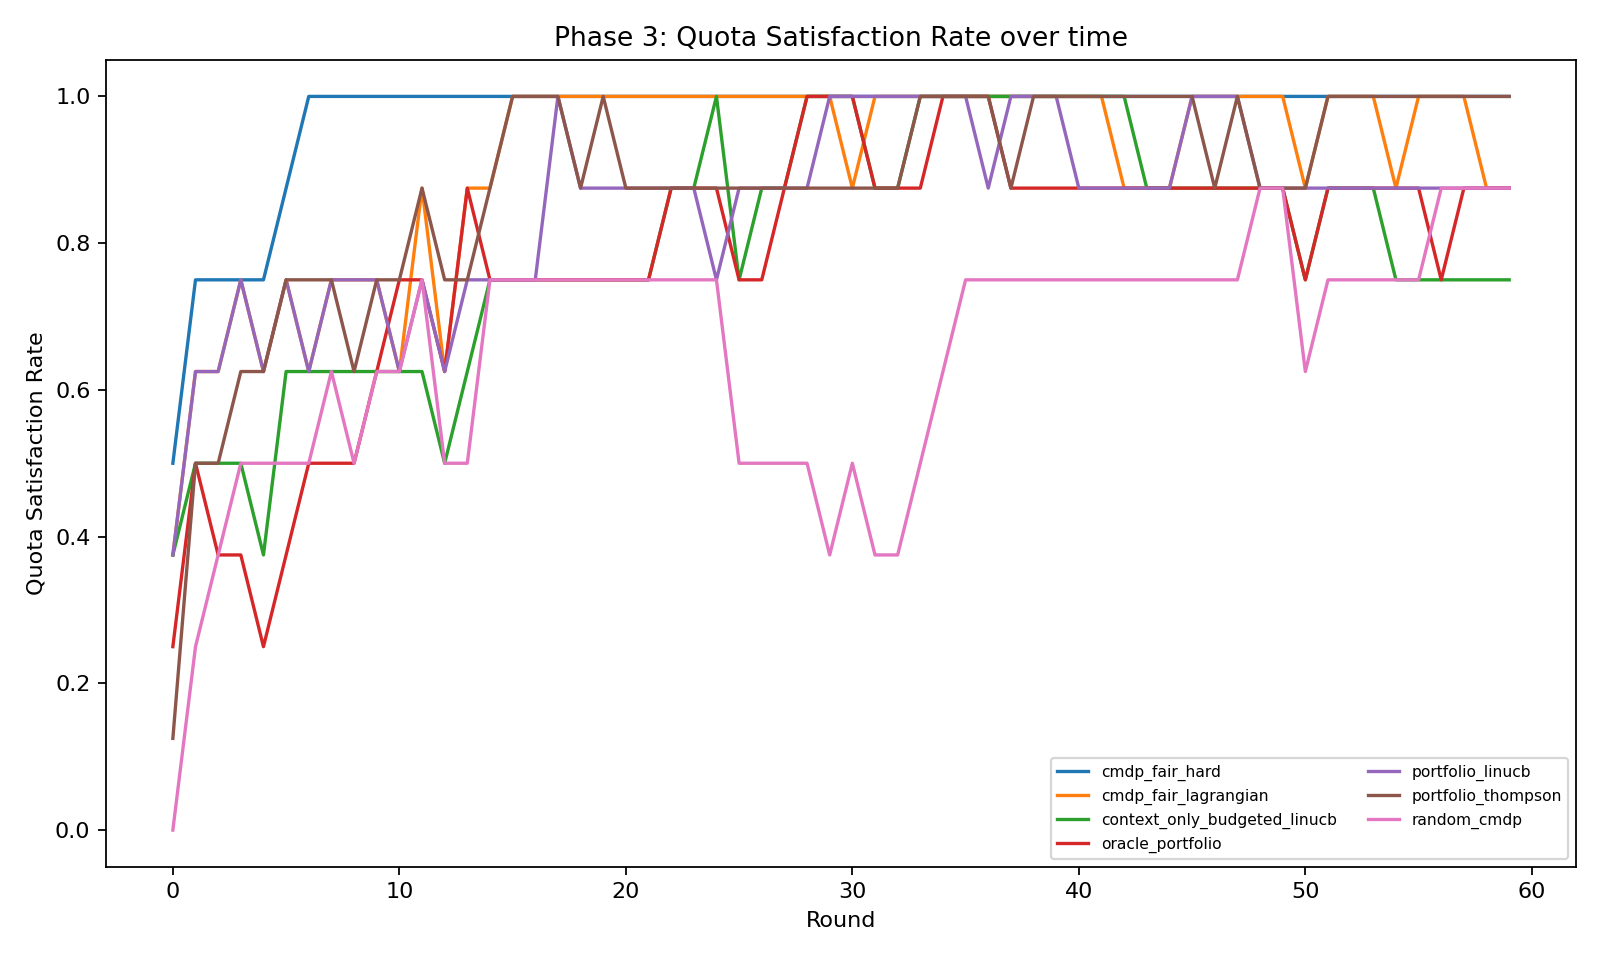 Phase 3: Quota Satisfaction Rate over time
Quota Satisfaction Rate
1.0
0.8
0.6
0.4
0.2
0.0
0 10 20 30 40 50 60
Round
cmdp_fair_hard
cmdp_fair_lagrangian
context_only_budgeted_linucb
oracle_portfolio
portfolio_linucb
portfolio_thompson
random_cmdp